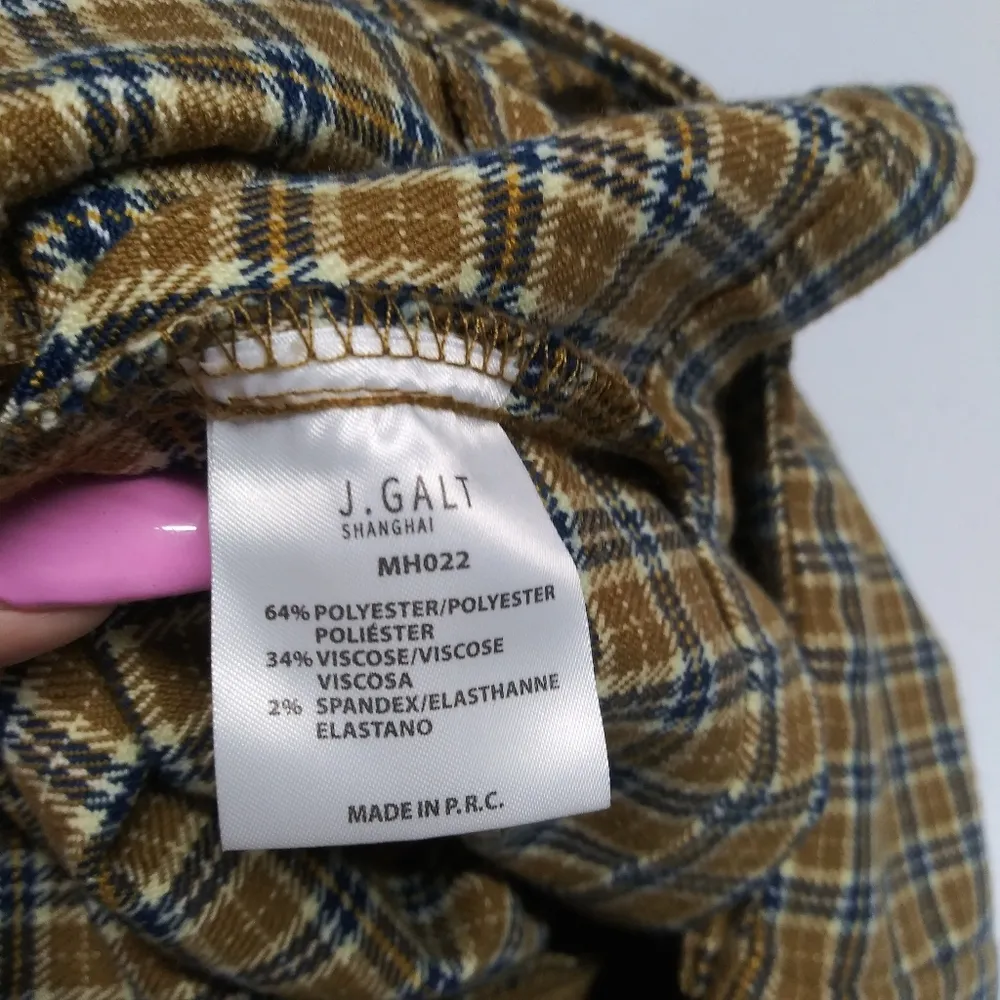 J.GALT
SHANGHAI
MH022
64% POLYESTER/POLYESTER
POLIÉSTER
34% VISCOSE/VISCOSE
VISCOSA
2% SPANDEX/ELASTHANNE
ELASTANO
MADE IN P.R.C.